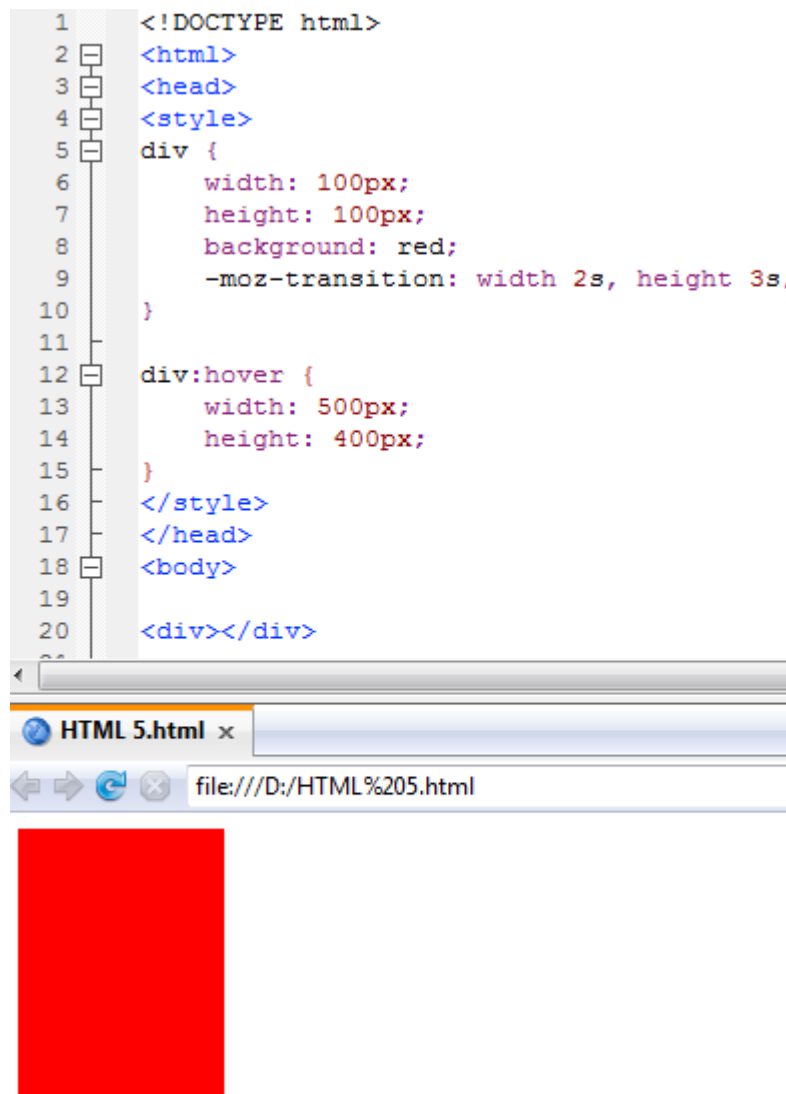 1 <!DOCTYPE html>
2 <html>
3 <head>
4 <style>
5 div {
6 width: 100px;
7 height: 100px;
8 background: red;
9 -moz-transition: width 2s, height 3s,
10 }
11
12 div:hover {
13 width: 500px;
14 height: 400px;
15 }
16 </style>
17 </head>
18 <body>
19
20 <div></div>
HTML 5.html ×
file:///D:/HTML%205.html